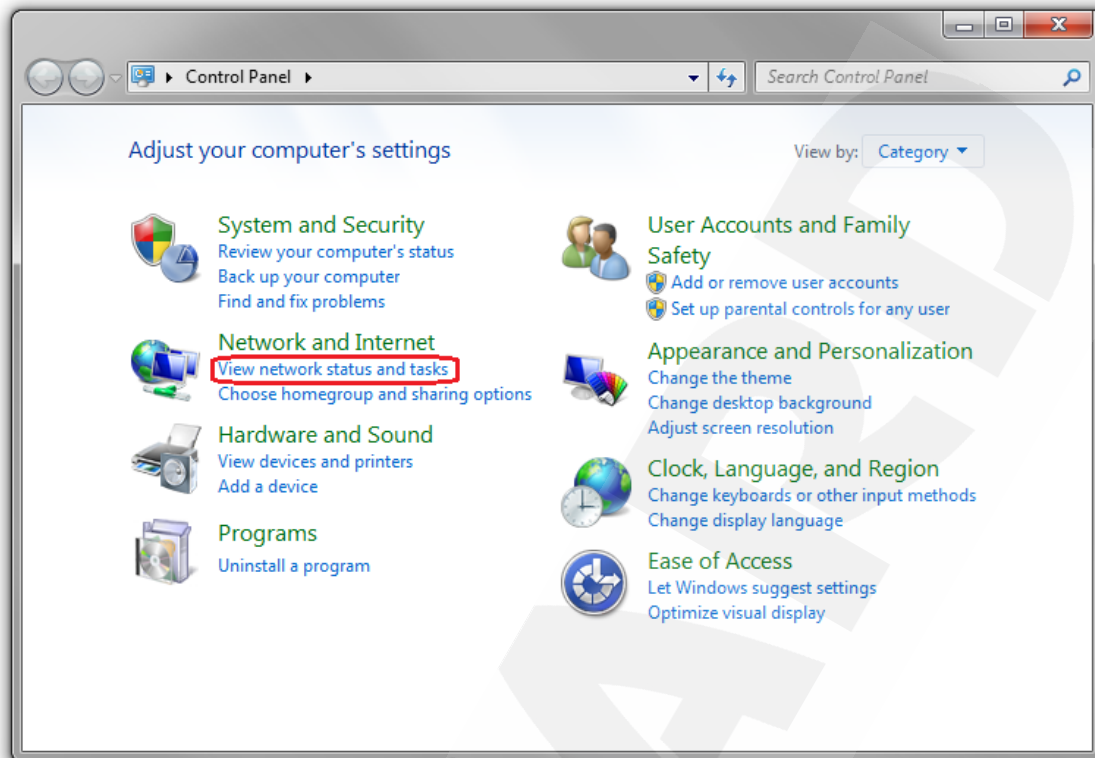 Control Panel
Search Control Panel
Adjust your computer's settings
View by: Category
System and Security
Review your computer's status
Back up your computer
Find and fix problems
Network and Internet
View network status and tasks
Choose homegroup and sharing options
Hardware and Sound
View devices and printers
Add a device
Programs
Uninstall a program
User Accounts and Family
Safety
Add or remove user accounts
Set up parental controls for any user
Appearance and Personalization
Change the theme
Change desktop background
Adjust screen resolution
Clock, Language, and Region
Change keyboards or other input methods
Change display language
Ease of Access
Let Windows suggest settings
Optimize visual display